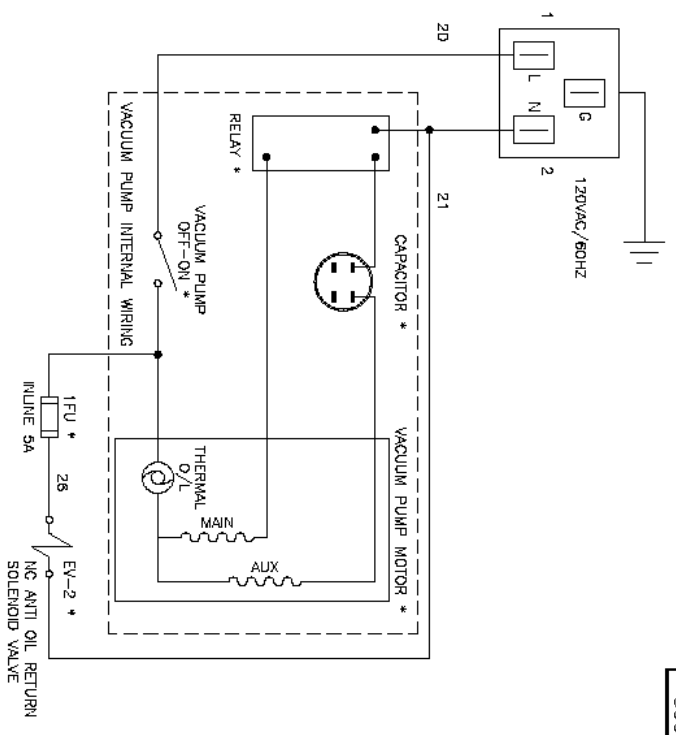 1
20
L
N
G
2
120VAC/60HZ
21
RELAY *
VACUUM PUMP INTERNAL WIRING
VACUUM PUMP
OFF-ON *
CAPACITOR *
1FU *
INLINE 5A
26
THERMAL
O/L
MAIN
AUX
VACUUM PUMP MOTOR *
EV-2 *
NC ANTI OIL RETURN
SOLENOID VALVE